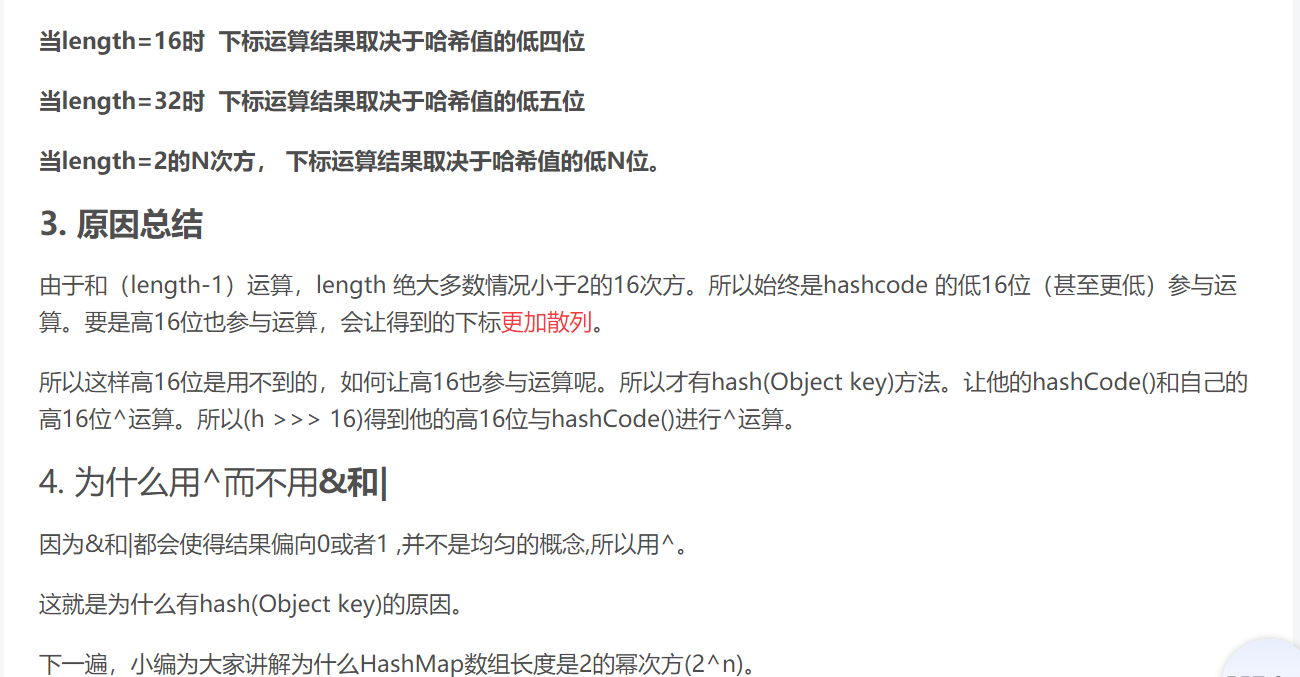 当length=16时  下标运算结果取决于哈希值的低四位
当length=32时  下标运算结果取决于哈希值的低五位
当length=2的N次方， 下标运算结果取决于哈希值的低N位。
3. 原因总结
由于和（length-1）运算，length 绝大多数情况小于2的16次方。所以始终是hashcode 的低16位（甚至更低）参与运
算。要是高16位也参与运算，会让得到的下标更加散列。
所以这样高16位是用不到的，如何让高16也参与运算呢。所以才有hash(Object key)方法。让他的hashCode()和自己的
高16位^运算。所以(h >>> 16)得到他的高16位与hashCode()进行^运算。
4. 为什么用^而不用&和|
因为&和|都会使得结果偏向0或者1 ,并不是均匀的概念,所以用^。
这就是为什么有hash(Object key)的原因。
下一遍，小编为大家讲解为什么HashMap数组长度是2的幂次方(2^n)。